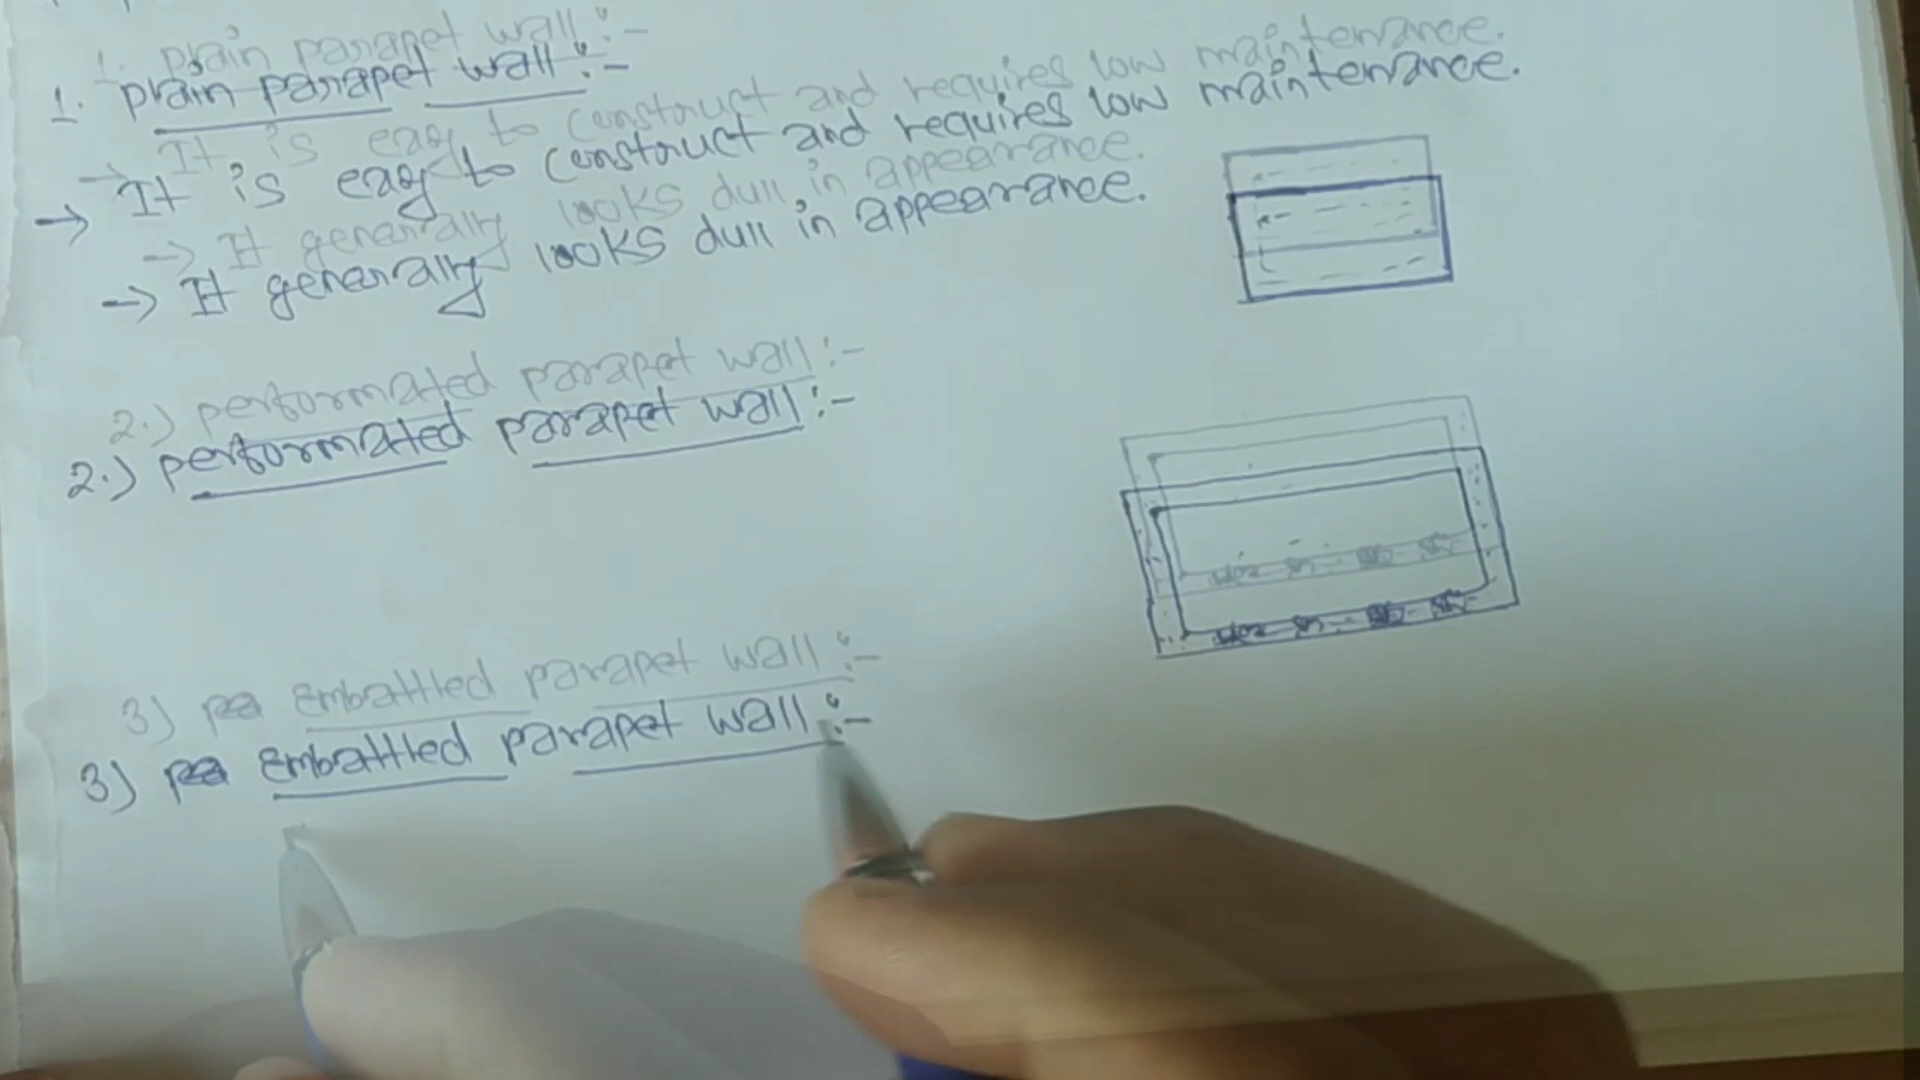 1. plain parapet wall :-
→ It is easy to construct and requires low maintenance.
→ It generally looks dull in appearance.
2.) performated parapet wall :-
3) Embattled parapet wall :-